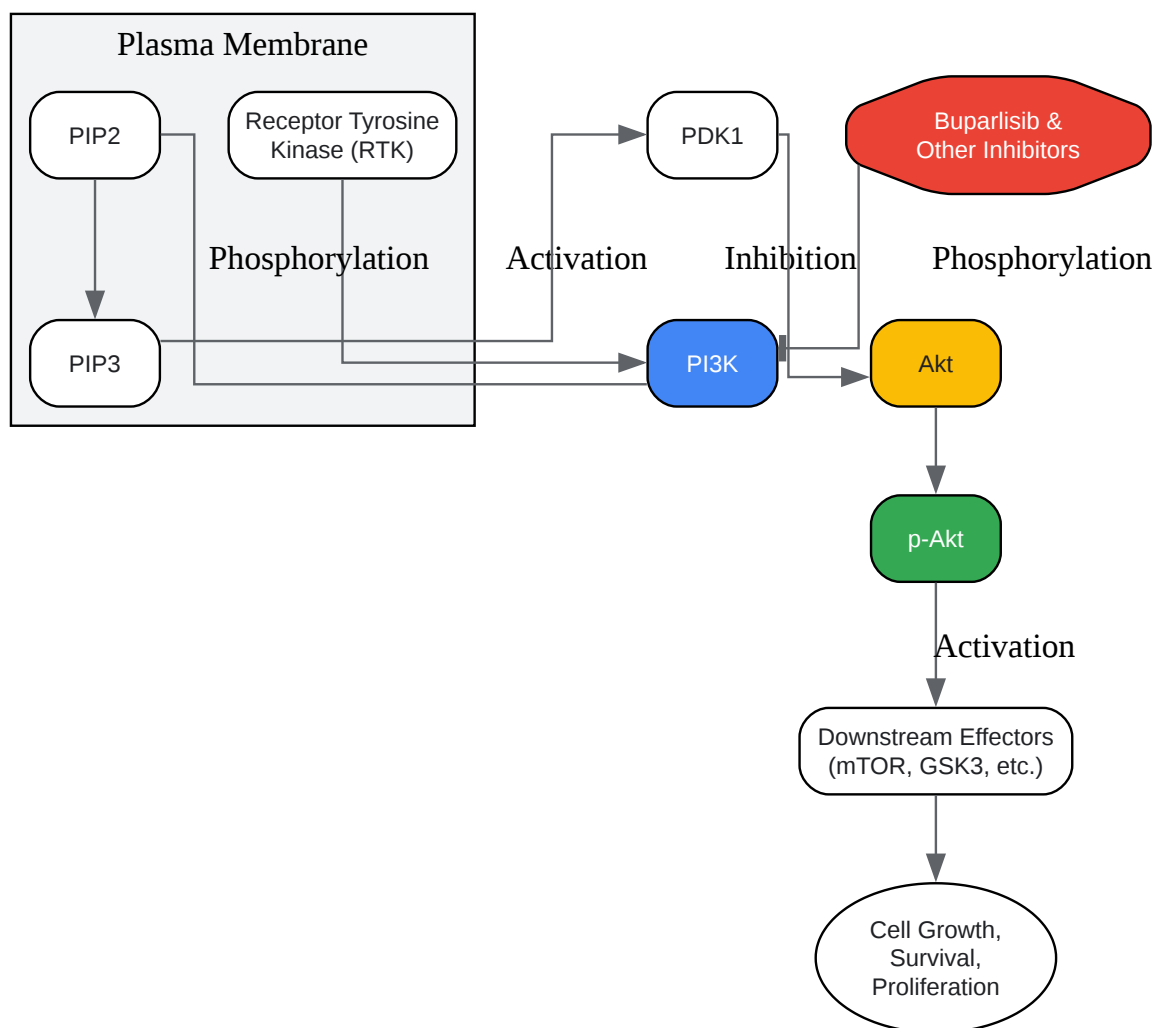 Plasma Membrane
PIP2
Receptor Tyrosine
Kinase (RTK)
PDK1
Buparlisib &
Other Inhibitors
Phosphorylation
Activation
Inhibition
Phosphorylation
PIP3
PI3K
Akt
p-Akt
Activation
Downstream Effectors
(mTOR, GSK3, etc.)
Cell Growth,
Survival,
Proliferation